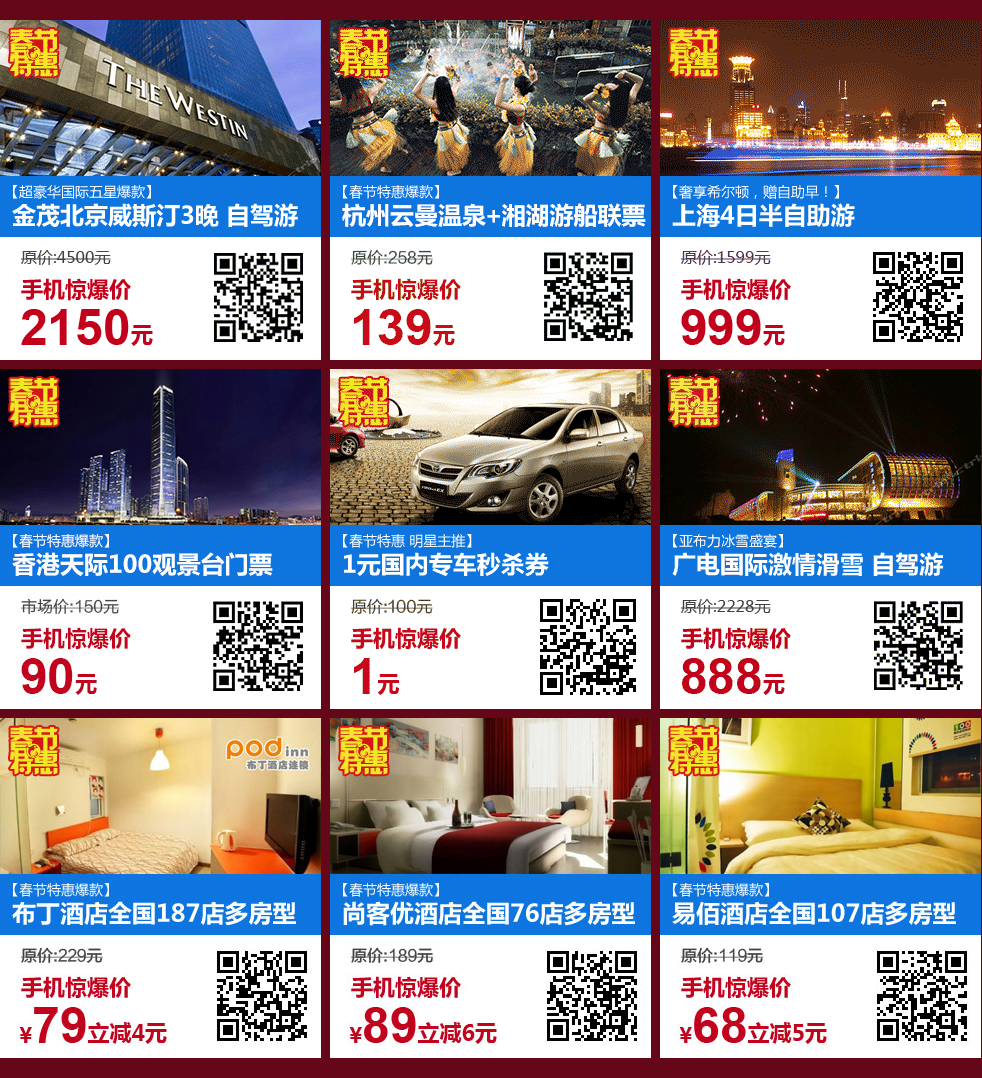 春节
特惠
THE WESTIN
【超豪华国际五星爆款】
金茂北京威斯汀3晚 自驾游
原价:4500元
手机惊爆价
2150元
春节
特惠
【春节特惠爆款】
杭州云曼温泉+湘湖游船联票
原价:258元
手机惊爆价
139元
春节
特惠
【奢享希尔顿，赠自助早！】
上海4日半自助游
原价:1599元
手机惊爆价
999元
春节
特惠
【春节特惠爆款】
香港天际100观景台门票
市场价:150元
手机惊爆价
90元
春节
特惠
【春节特惠 明星主推】
1元国内专车秒杀券
原价:100元
手机惊爆价
1元
春节
特惠
【亚布力冰雪盛宴】
广电国际激情滑雪 自驾游
原价:2228元
手机惊爆价
888元
春节
特惠
pod inn
布丁酒店连锁
【春节特惠爆款】
布丁酒店全国187店多房型
原价:229元
手机惊爆价
¥79立减4元
春节
特惠
【春节特惠爆款】
尚客优酒店全国76店多房型
原价:189元
手机惊爆价
¥89立减6元
春节
特惠
100
【春节特惠爆款】
易佰酒店全国107店多房型
原价:119元
手机惊爆价
¥68立减5元